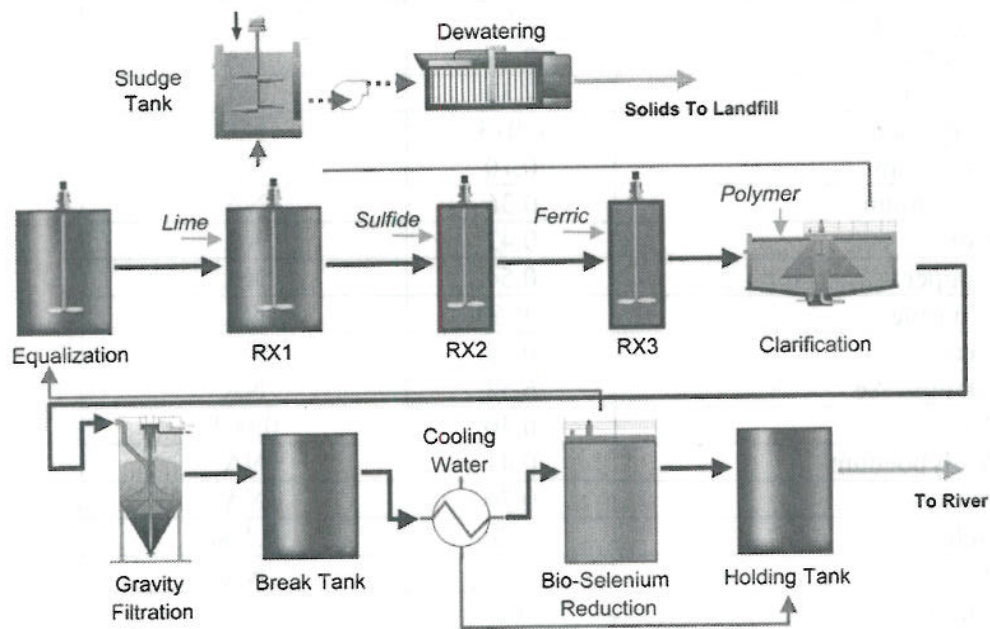 Dewatering
Sludge
Tank
Solids To Landfill
Lime
Sulfide
Ferric
Polymer
Equalization
RX1
RX2
RX3
Clarification
Cooling
Water
To River
Gravity
Filtration
Break Tank
Bio-Selenium
Reduction
Holding Tank